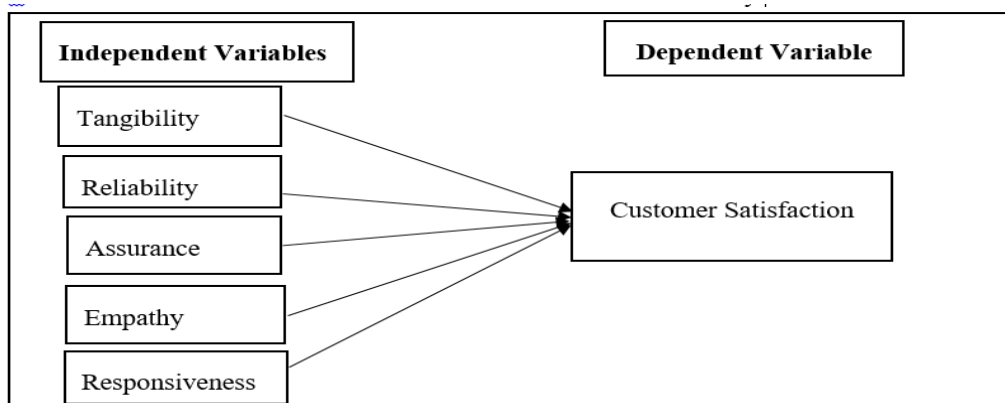 Independent Variables
Dependent Variable
Tangibility
Reliability
Assurance
Empathy
Responsiveness
Customer Satisfaction